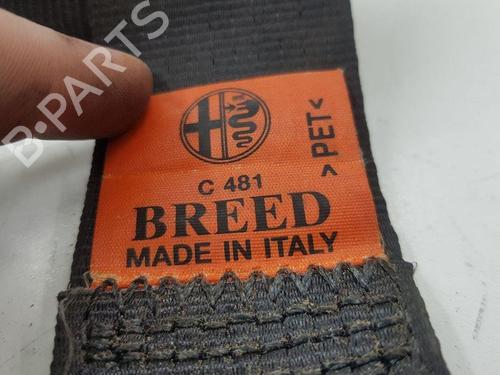 B·PARTS
C 481
BREED
MADE IN ITALY
>PET<